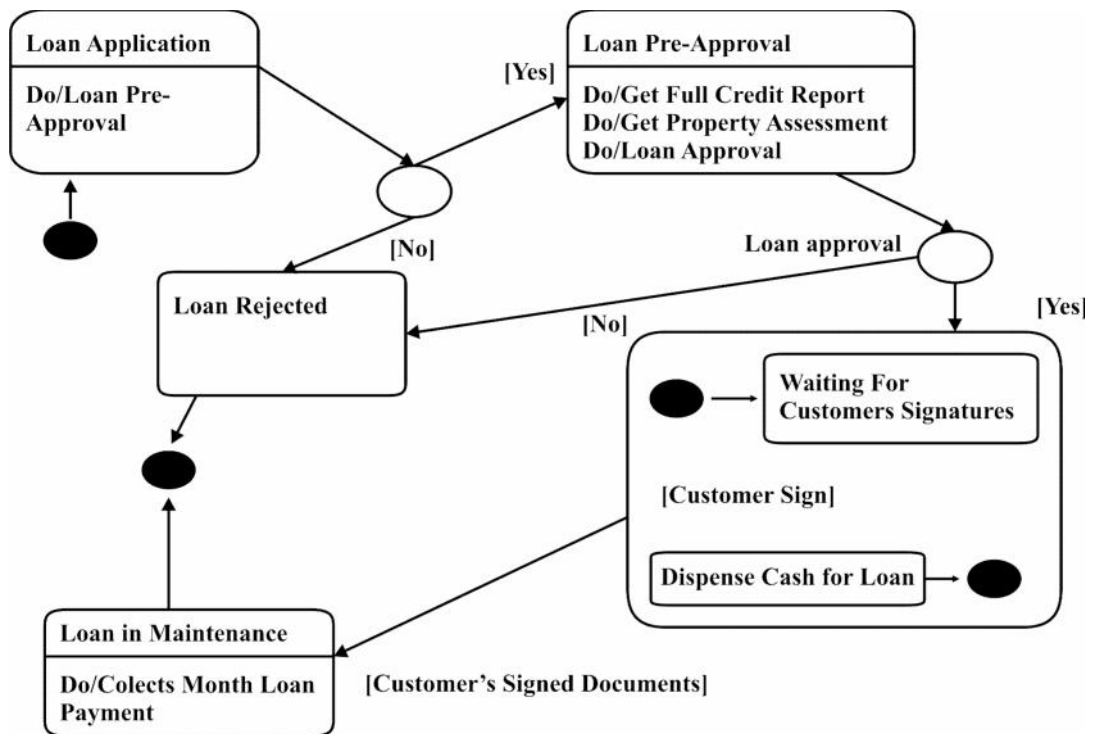 Loan Application
Do/Loan Pre-
Approval
[Yes]
Loan Pre-Approval
Do/Get Full Credit Report
Do/Get Property Assessment
Do/Loan Approval
[No]
Loan approval
Loan Rejected
[No]
[Yes]
Waiting For
Customers Signatures
[Customer Sign]
Dispense Cash for Loan
Loan in Maintenance
Do/Colects Month Loan
Payment
[Customer’s Signed Documents]